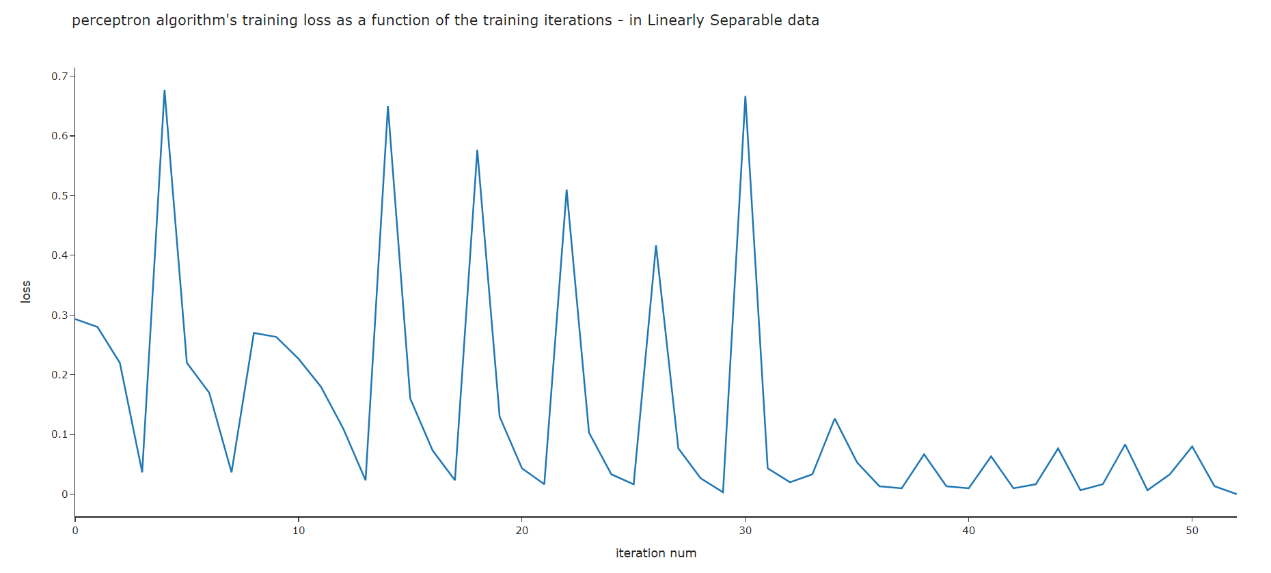 perceptron algorithm's training loss as a function of the training iterations - in Linearly Separable data
0.7
0.6
0.5
0.4
0.3
0.2
0.1
0
loss
0 10 20 30 40 50
iteration num